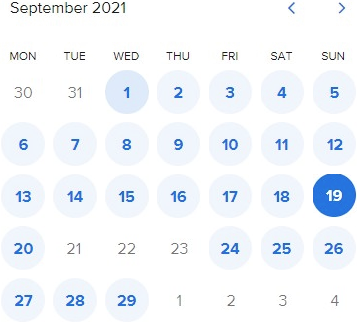 September 2021
MON TUE WED THU FRI SAT SUN
30 31 1 2 3 4 5
6 7 8 9 10 11 12
13 14 15 16 17 18 19
20 21 22 23 24 25 26
27 28 29 1 2 3 4